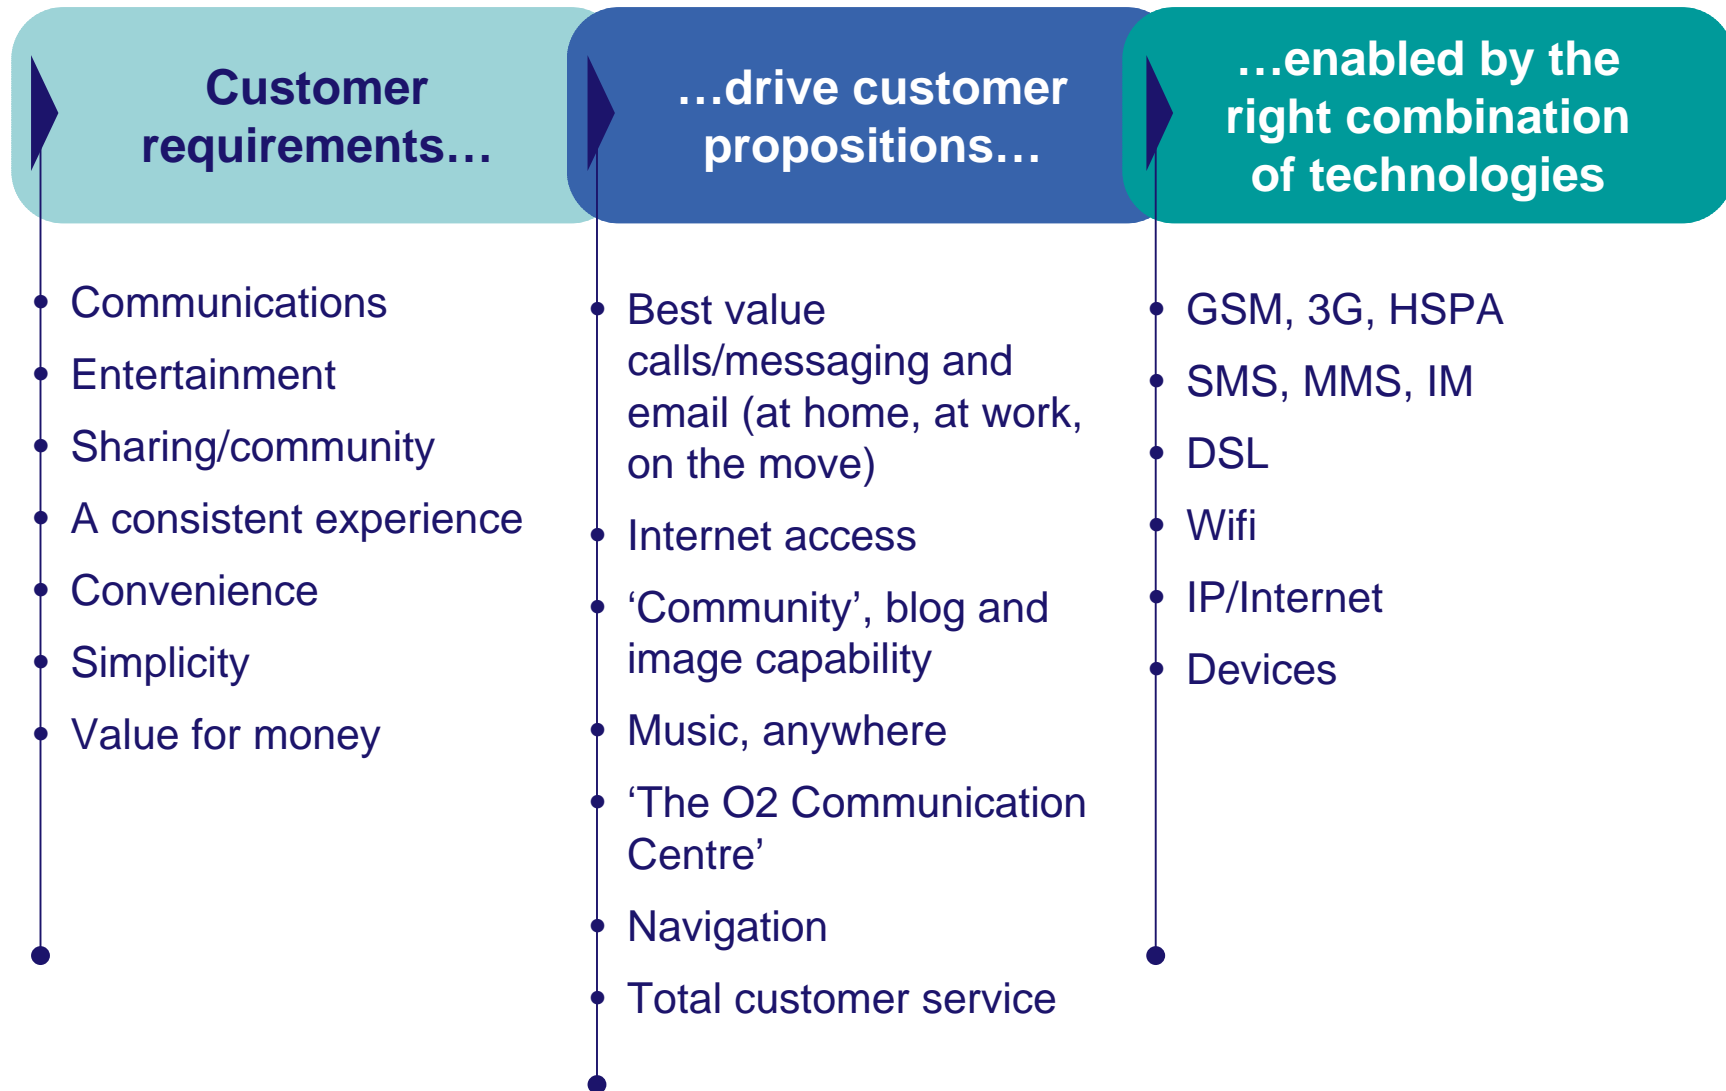 Customer
requirements…
…drive customer
propositions…
…enabled by the
right combination
of technologies
Communications
Entertainment
Sharing/community
A consistent experience
Convenience
Simplicity
Value for money
Best value
calls/messaging and
email (at home, at work,
on the move)
Internet access
‘Community’, blog and
image capability
Music, anywhere
‘The O2 Communication
Centre’
Navigation
Total customer service
GSM, 3G, HSPA
SMS, MMS, IM
DSL
Wifi
IP/Internet
Devices